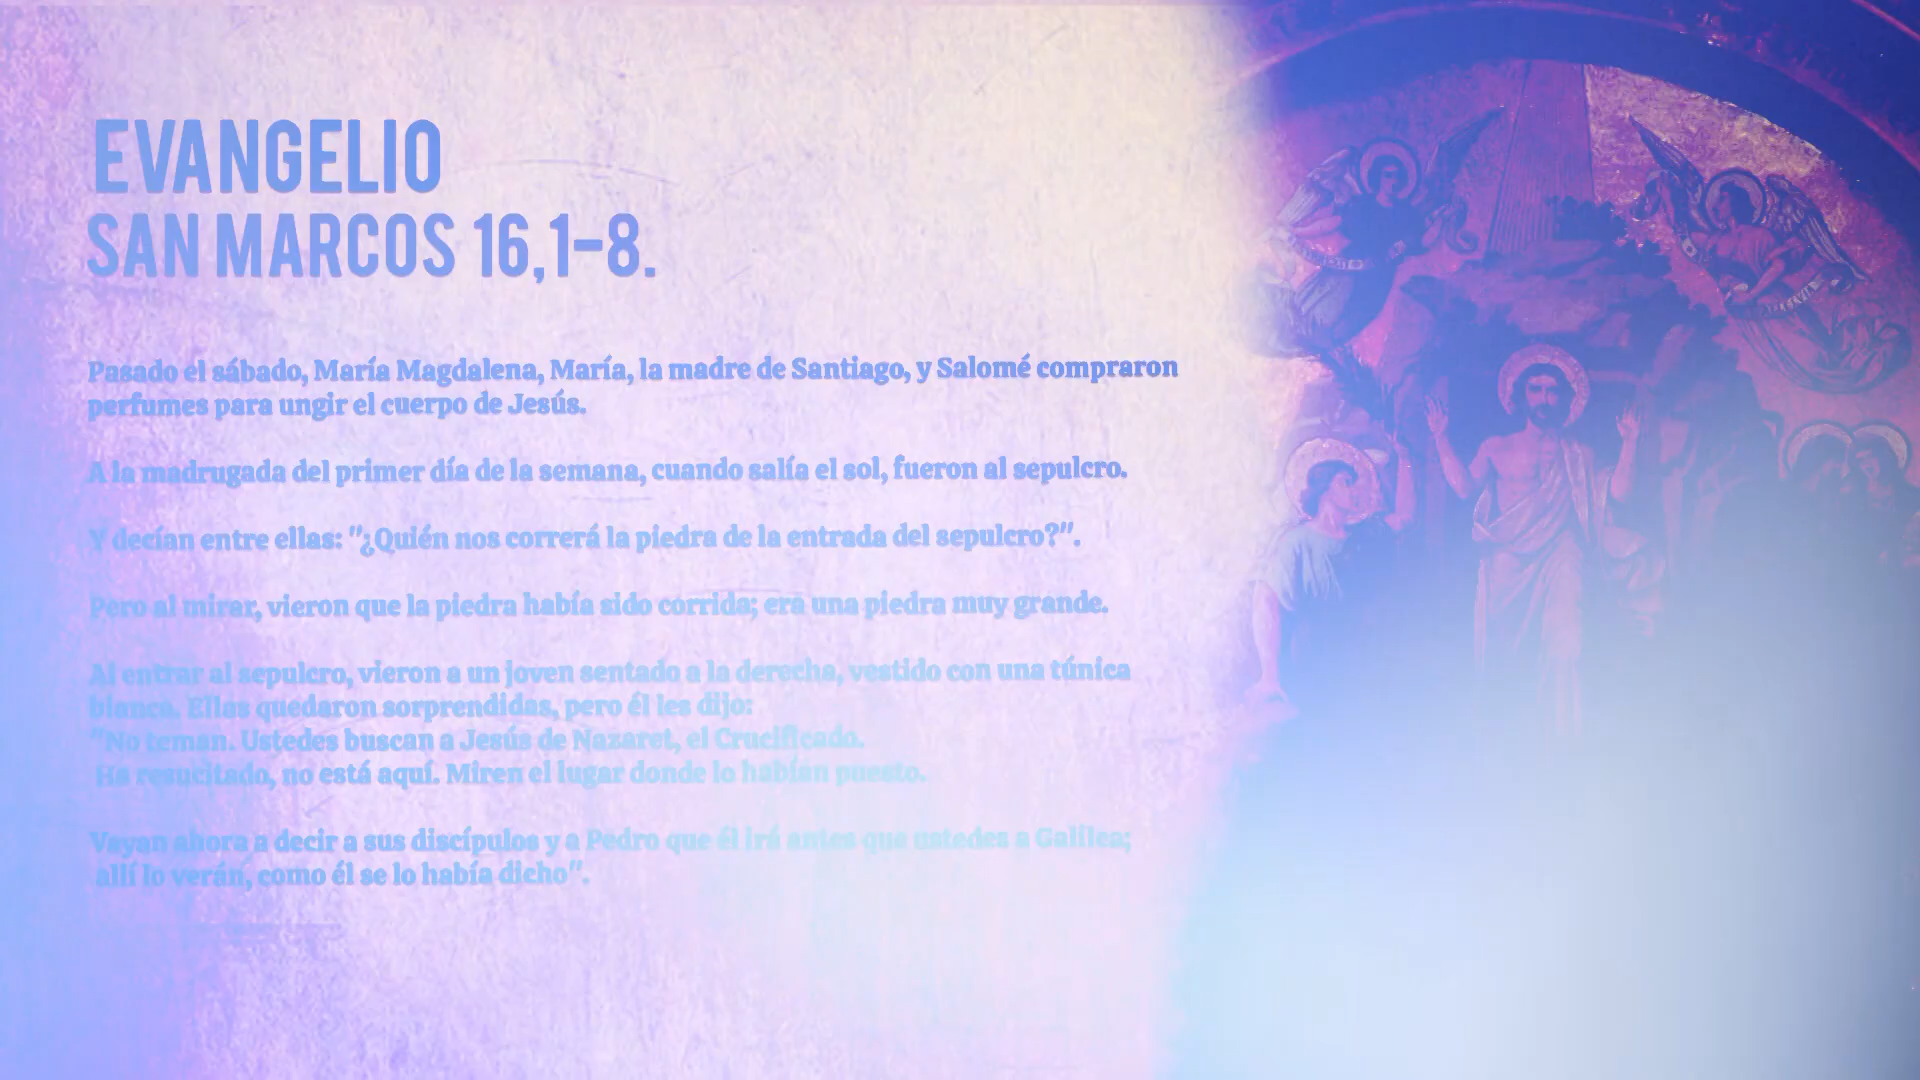 EVANGELIO
SAN MARCOS 16,1-8.
Pasado el sábado, María Magdalena, María, la madre de Santiago, y Salomé compraron
perfumes para ungir el cuerpo de Jesús.
A la madrugada del primer día de la semana, cuando salía el sol, fueron al sepulcro.
Y decían entre ellas: "¿Quién nos correrá la piedra de la entrada del sepulcro?".
Pero al mirar, vieron que la piedra había sido corrida; era una piedra muy grande.
Al entrar al sepulcro, vieron a un joven sentado a la derecha, vestido con una túnica
blanca. Ellas quedaron sorprendidas, pero él les dijo:
"No teman. Ustedes buscan a Jesús de Nazaret, el Crucificado.
Ha resucitado, no está aquí. Miren el lugar donde lo habían puesto.
Vayan ahora a decir a sus discípulos y a Pedro que él irá antes que ustedes a Galilea;
allí lo verán, como él se lo había dicho".